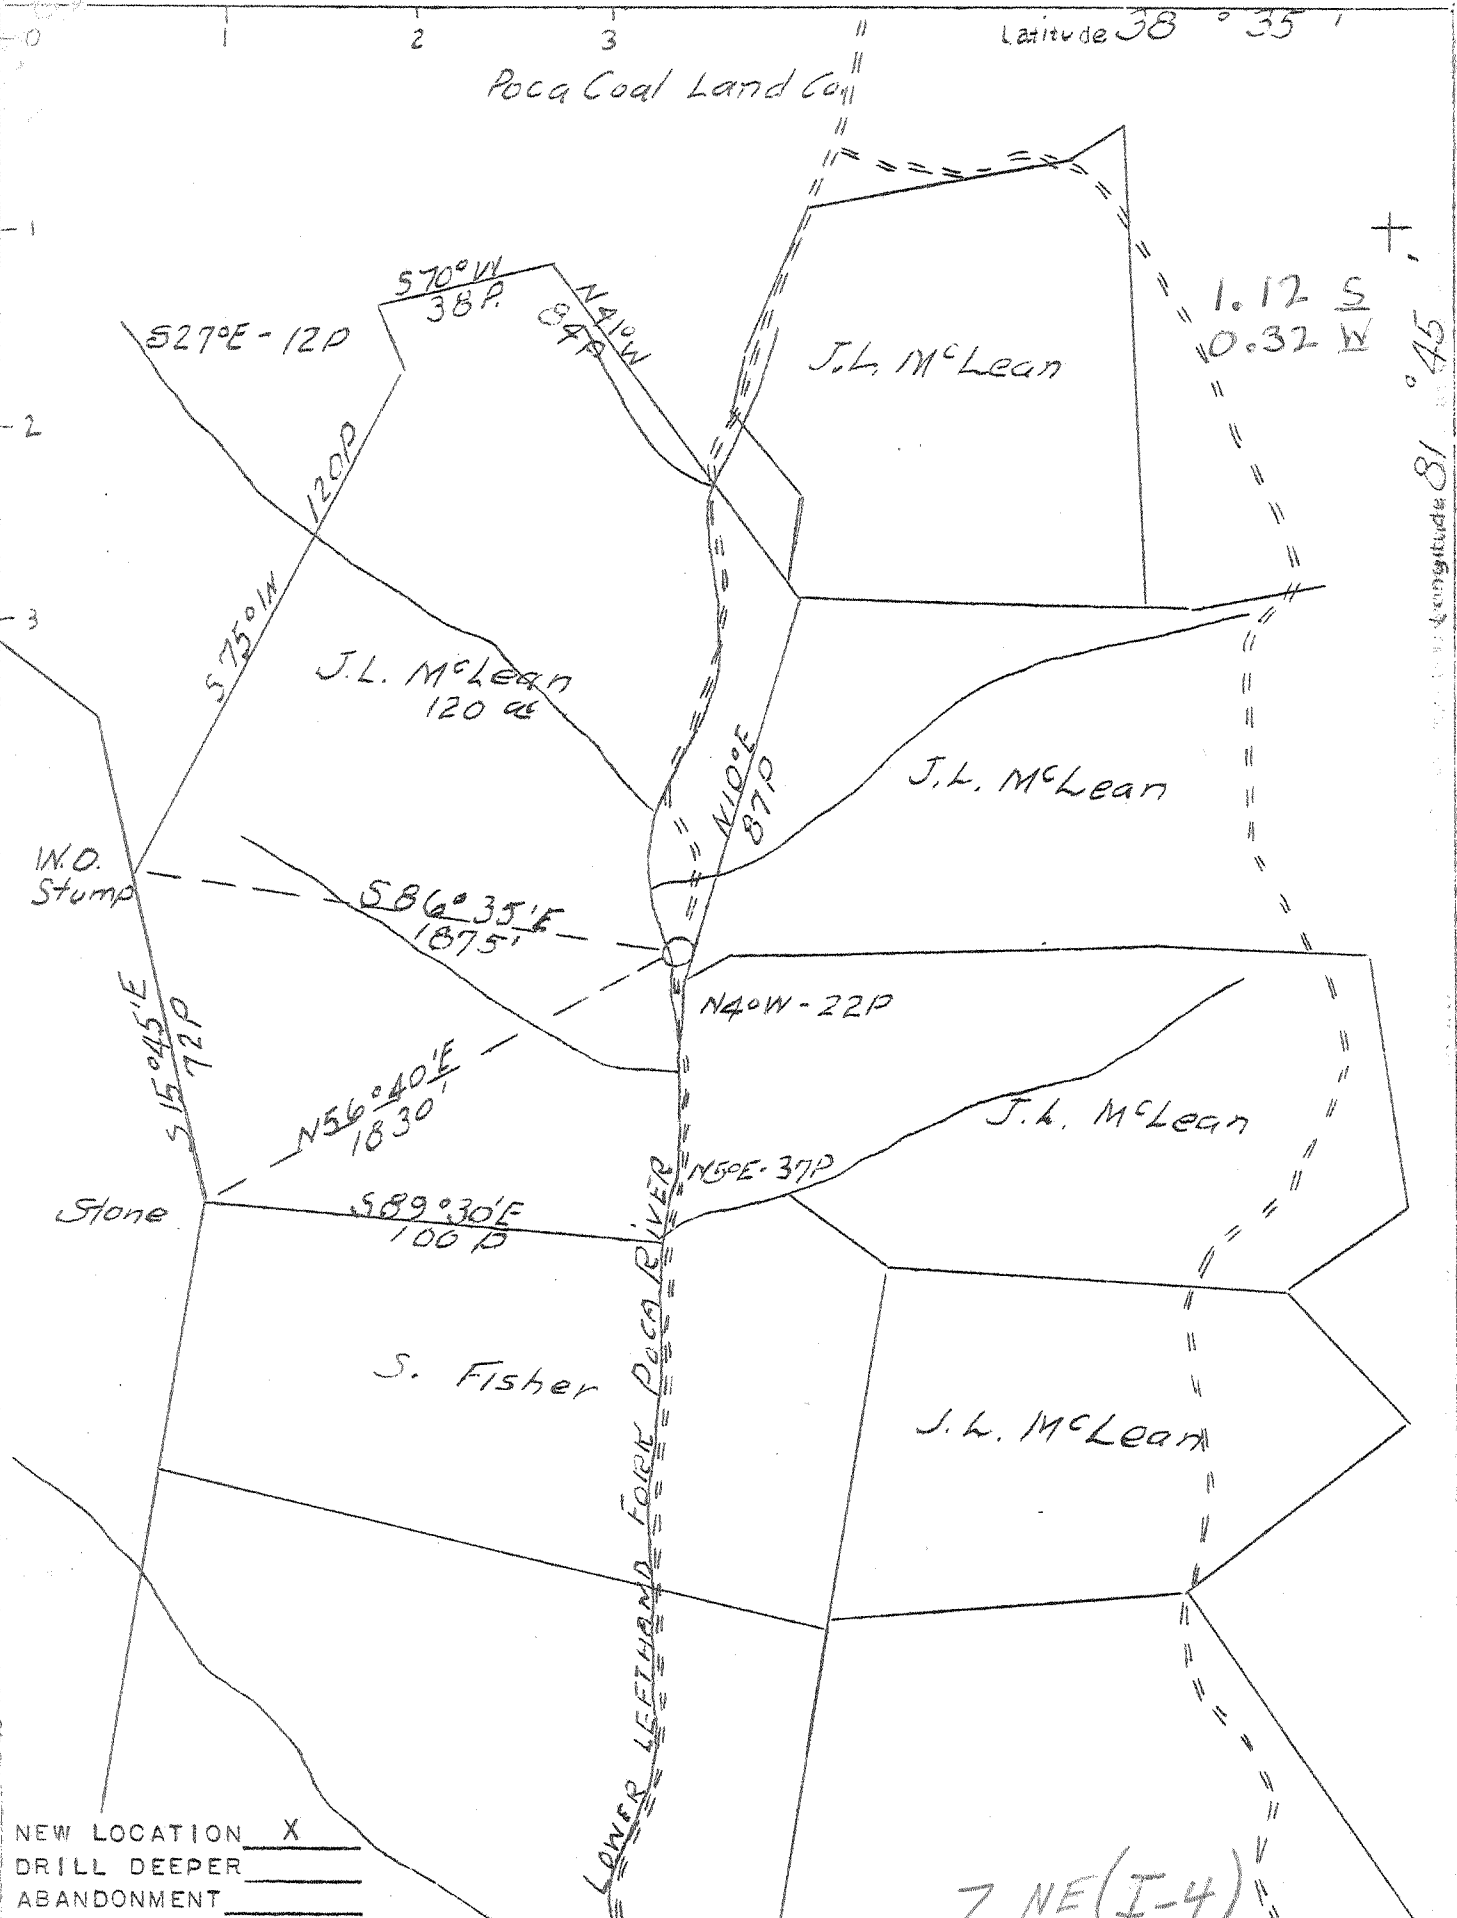 0
1
2
3
Latitude 38 ° 35 '
Poca Coal Land Co.
1
2
3
1.12 S
0.32 W
Longitude 81 ° 45 '
S70°W
38P.
N41°W
84P
S27°E - 12P
J.L. McLean
120P
S75°W
J.L. McLean
120 ac
N10°E
87P
J.L. McLean
W.O.
Stump
S86°35'E
1875'
N4°W - 22P
S15°45'E
72P
N56°40'E
1830'
J.L. McLean
N5°E - 37P
Stone
S89°30'E
100 P
S. Fisher
J.L. McLean
LOWER LEFTHAND FORK POCA RIVER
NEW LOCATION X
DRILL DEEPER
ABANDONMENT
7 NE (I-4)